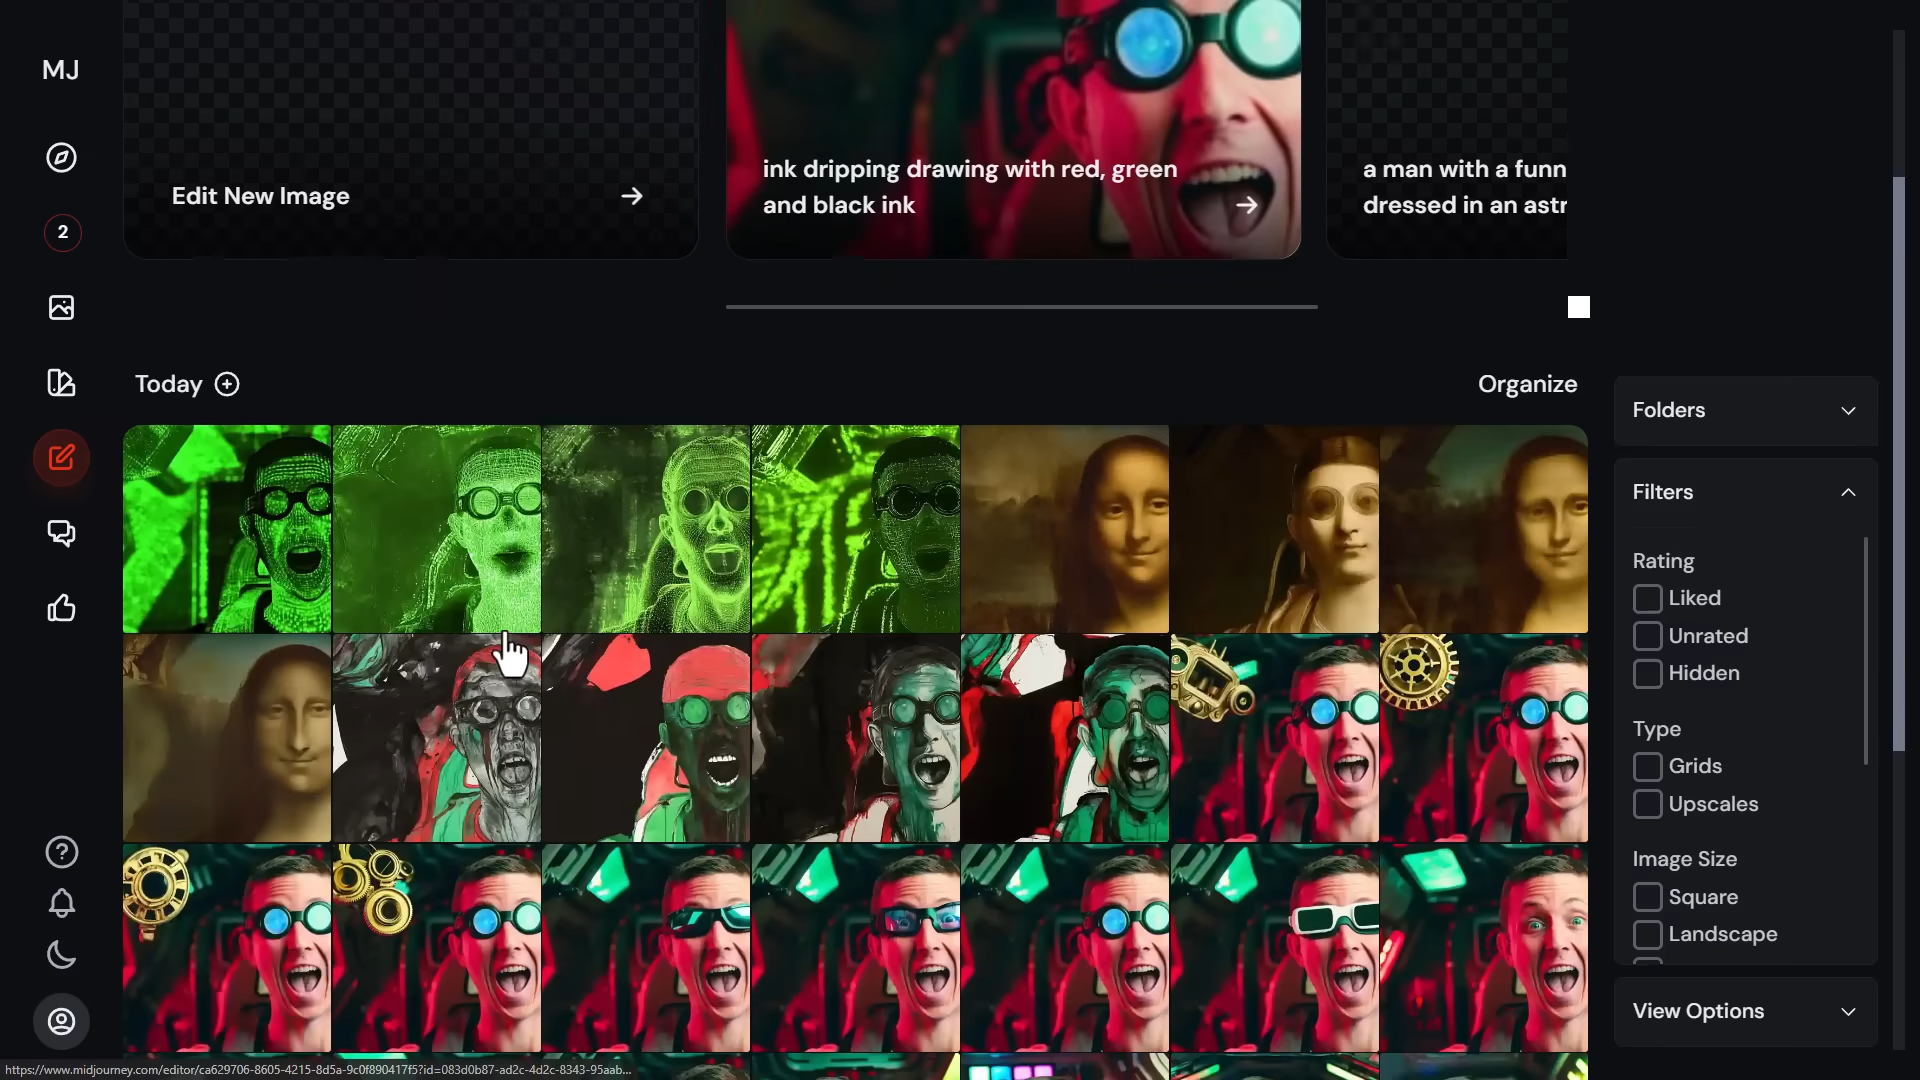 MJ
2
Edit New Image
ink dripping drawing with red, green
and black ink
a man with a funn
dressed in an astr
Today
Organize
Folders
Filters
Rating
Liked
Unrated
Hidden
Type
Grids
Upscales
Image Size
Square
Landscape
View Options
https://www.midjourney.com/editor/ca629706-8605-4215-8d5a-9c0f890417f5?id=083d0b87-ad2c-4d2c-8343-95aab...